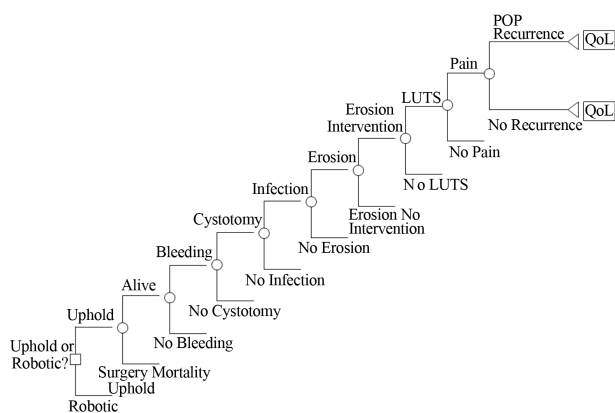 POP
Recurrence
QoL
Pain
LUTS
Erosion
Intervention
QoL
No Recurrence
Erosion
No Pain
Infection
No LUTS
Cystotomy
Erosion No
Intervention
Bleeding
No Erosion
Alive
No Infection
Uphold
No Cystotomy
Uphold or
Robotic?
No Bleeding
Surgery Mortality
Uphold
Robotic